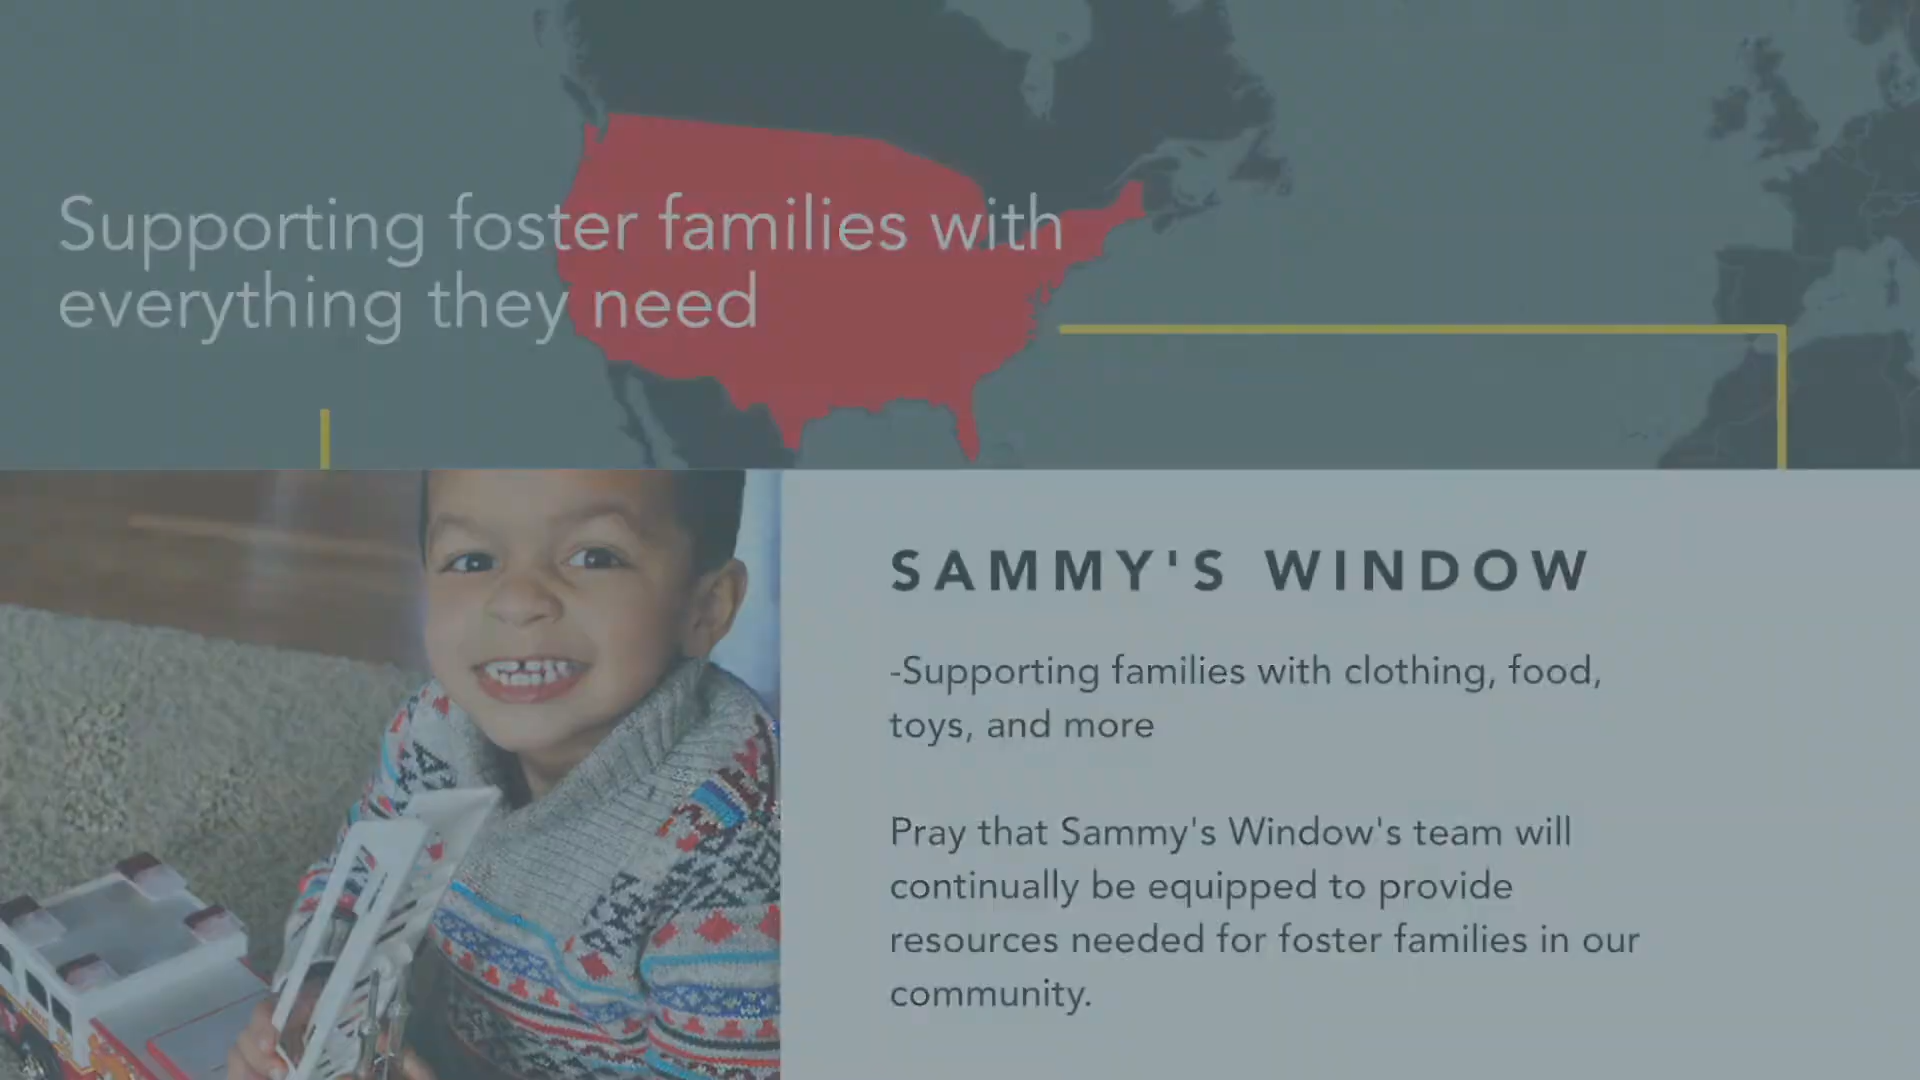 Supporting foster families with
everything they need
SAMMY'S WINDOW
-Supporting families with clothing, food,
toys, and more
Pray that Sammy's Window's team will
continually be equipped to provide
resources needed for foster families in our
community.